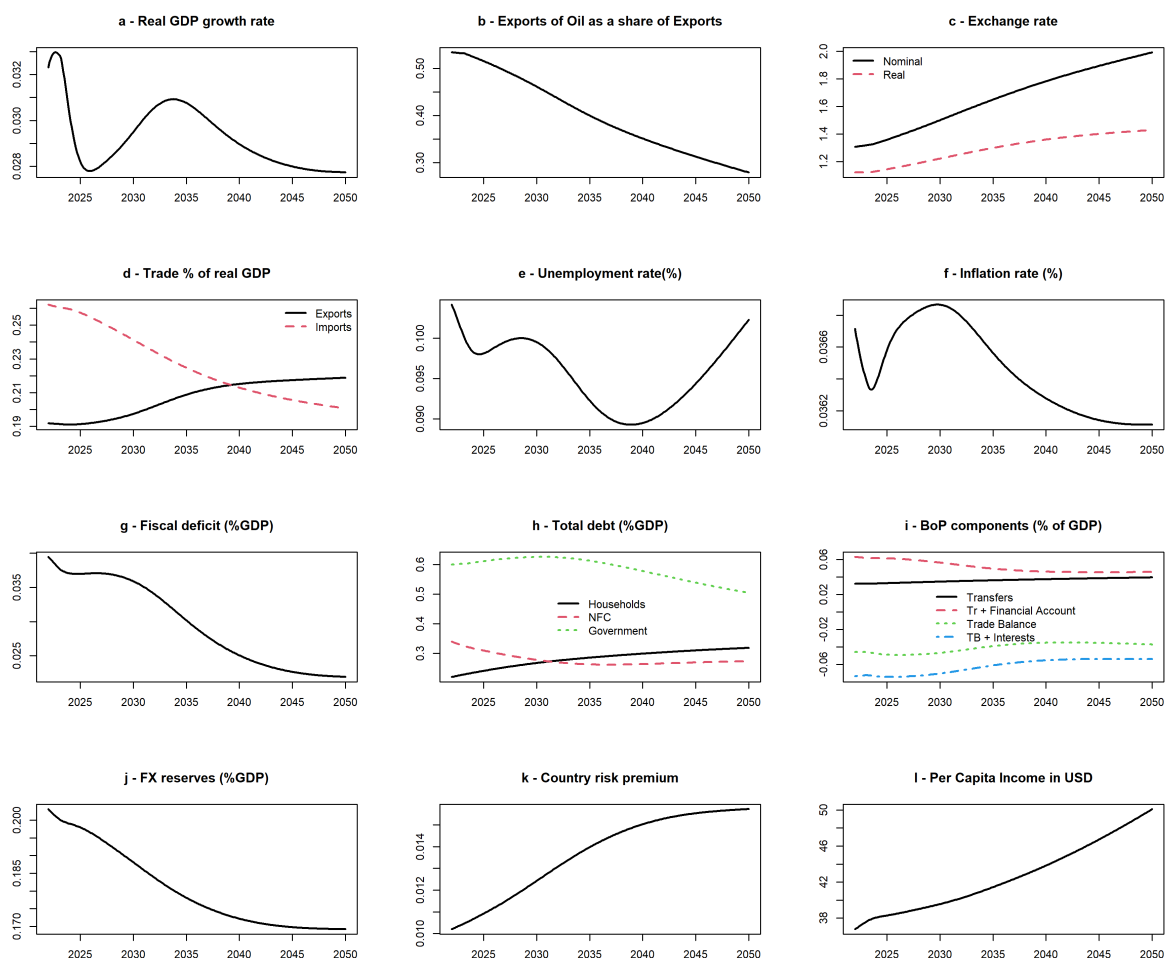 a - Real GDP growth rate
0.028 0.030 0.032
2025 2030 2035 2040 2045 2050
b - Exports of Oil as a share of Exports
0.30 0.40 0.50
2025 2030 2035 2040 2045 2050
c - Exchange rate
1.2 1.4 1.6 1.8 2.0
Nominal
Real
2025 2030 2035 2040 2045 2050
d - Trade % of real GDP
0.19 0.21 0.23 0.25
Exports
Imports
2025 2030 2035 2040 2045 2050
e - Unemployment rate(%)
0.090 0.095 0.100
2025 2030 2035 2040 2045 2050
f - Inflation rate (%)
0.0362 0.0366
2025 2030 2035 2040 2045 2050
g - Fiscal deficit (%GDP)
0.025 0.035
2025 2030 2035 2040 2045 2050
h - Total debt (%GDP)
0.3 0.4 0.5 0.6
Households
NFC
Government
2025 2030 2035 2040 2045 2050
i - BoP components (% of GDP)
-0.06 -0.02 0.02 0.06
Transfers
Tr + Financial Account
Trade Balance
TB + Interests
2025 2030 2035 2040 2045 2050
j - FX reserves (%GDP)
0.170 0.185 0.200
2025 2030 2035 2040 2045 2050
k - Country risk premium
0.010 0.012 0.014
2025 2030 2035 2040 2045 2050
l - Per Capita Income in USD
38 42 46 50
2025 2030 2035 2040 2045 2050